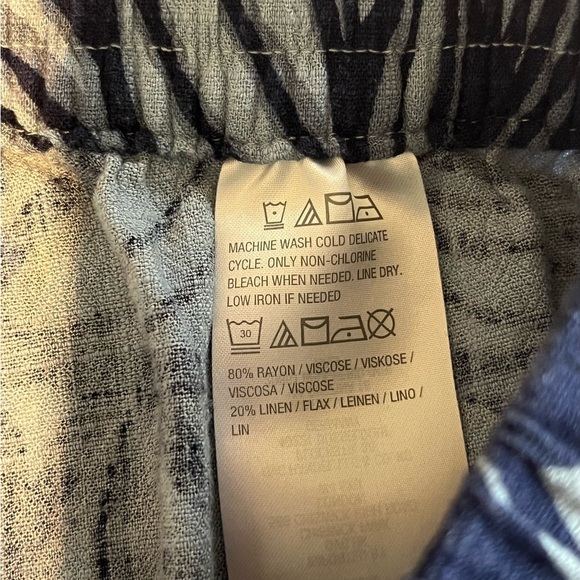 MACHINE WASH COLD DELICATE
CYCLE. ONLY NON-CHLORINE
BLEACH WHEN NEEDED. LINE DRY.
LOW IRON IF NEEDED
30
80% RAYON / VISCOSE / VISKOSE /
VISCOSA / VISCOSE
20% LINEN / FLAX / LEINEN / LINO /
LIN